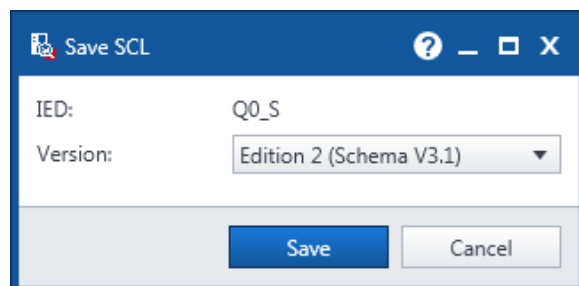 Save SCL
IED: Q0_S
Version: Edition 2 (Schema V3.1)
Save Cancel